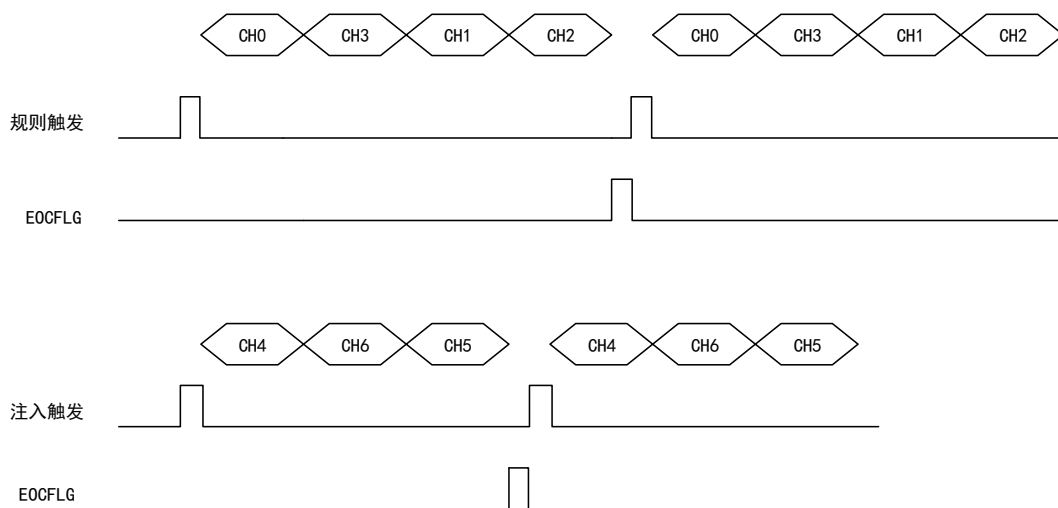 CH0 CH3 CH1 CH2 CH0 CH3 CH1 CH2
规则触发
EOCFLG
CH4 CH6 CH5 CH4 CH6 CH5
注入触发
EOCFLG